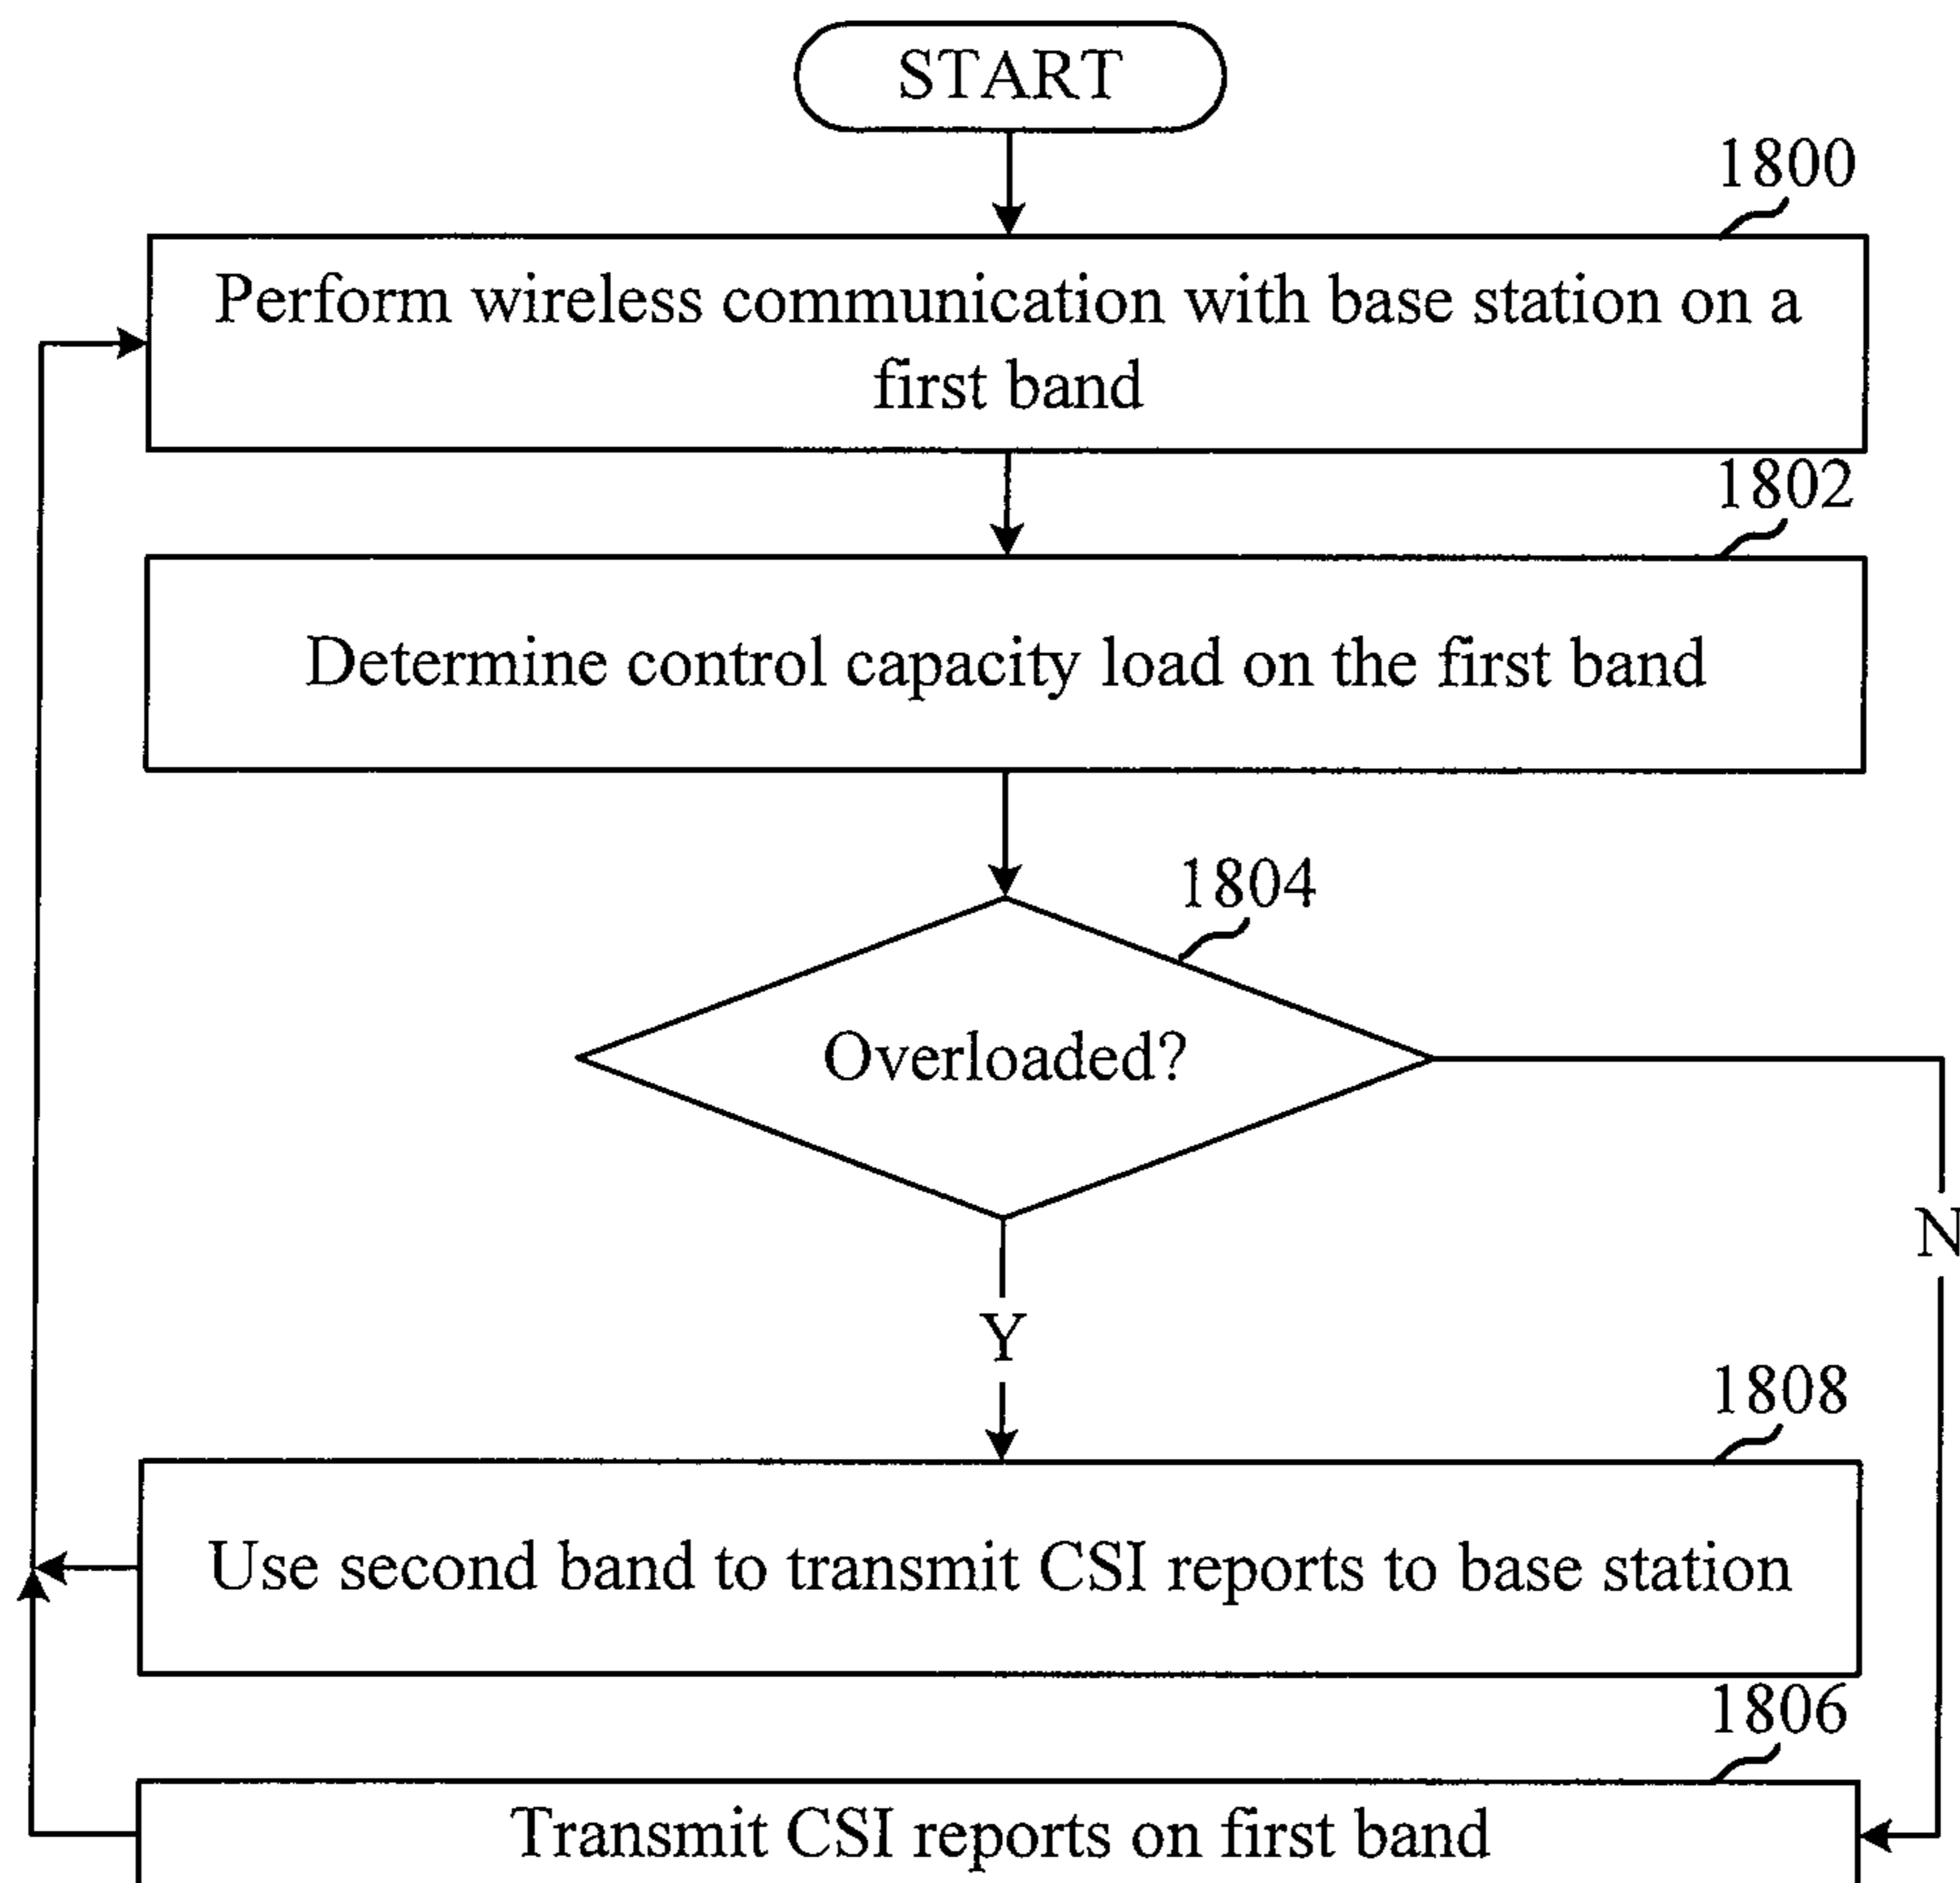 START
1800
Perform wireless communication with base station on a
first band
1802
Determine control capacity load on the first band
1804
Overloaded?
N
Y
1808
Use second band to transmit CSI reports to base station
1806
Transmit CSI reports on first band